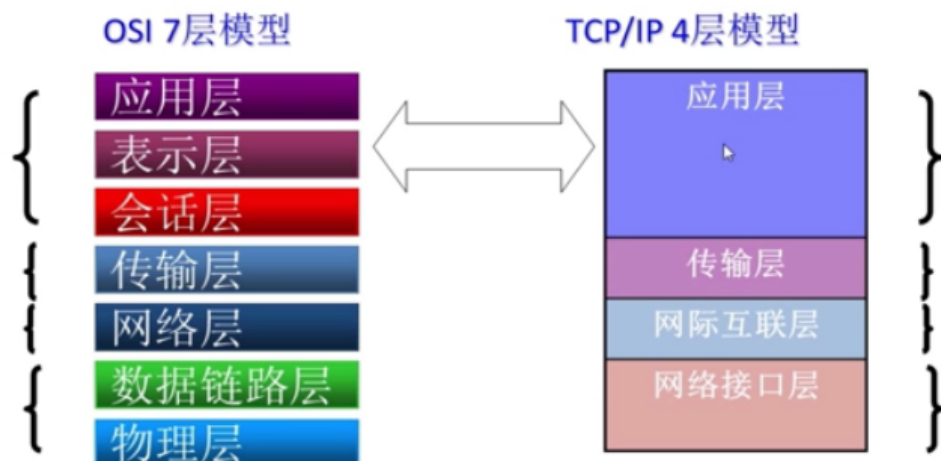 OSI 7层模型
应用层
表示层
会话层
传输层
网络层
数据链路层
物理层
TCP/IP 4层模型
应用层
传输层
网际互联层
网络接口层